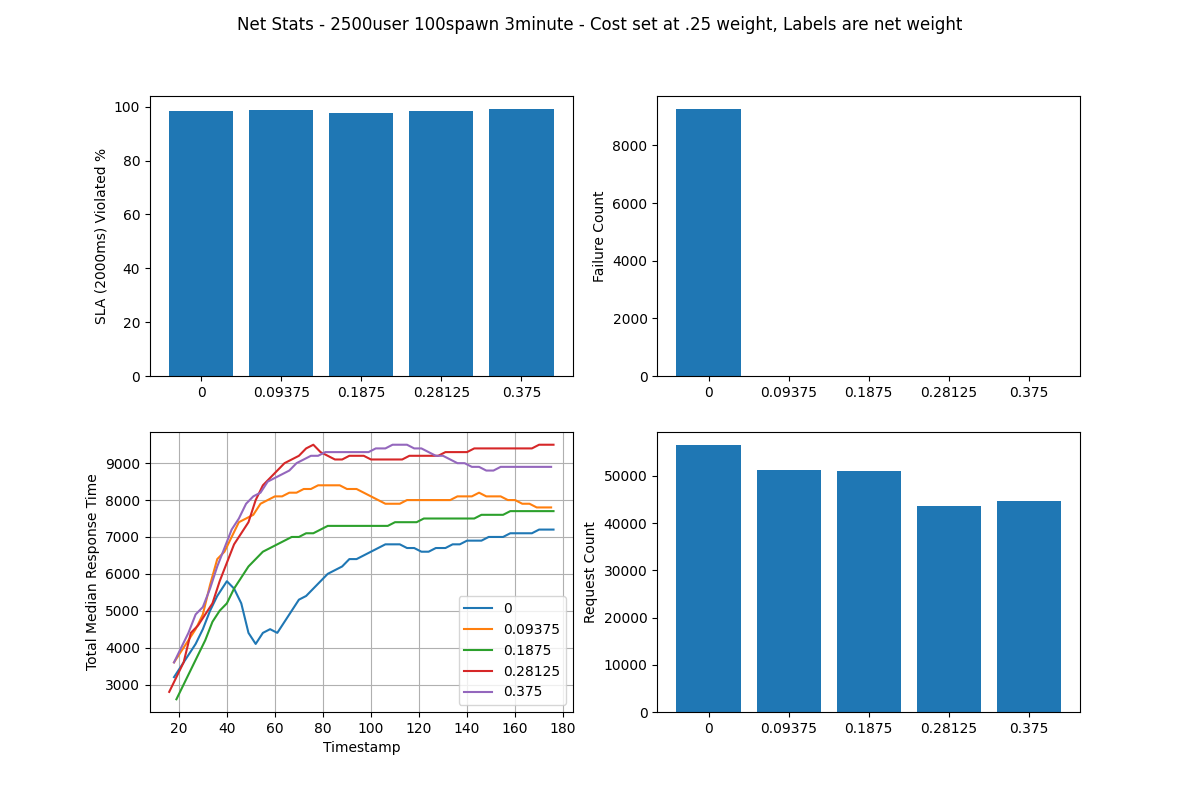 Net Stats - 2500user 100spawn 3minute - Cost set at .25 weight, Labels are net weight
SLA (2000ms) Violated %
100
80
60
40
20
0
0 0.09375 0.1875 0.28125 0.375
Failure Count
8000
6000
4000
2000
0
0 0.09375 0.1875 0.28125 0.375
Total Median Response Time
9000
8000
7000
6000
5000
4000
3000
0
0.09375
0.1875
0.28125
0.375
20 40 60 80 100 120 140 160 180
Timestamp
Request Count
50000
40000
30000
20000
10000
0
0 0.09375 0.1875 0.28125 0.375